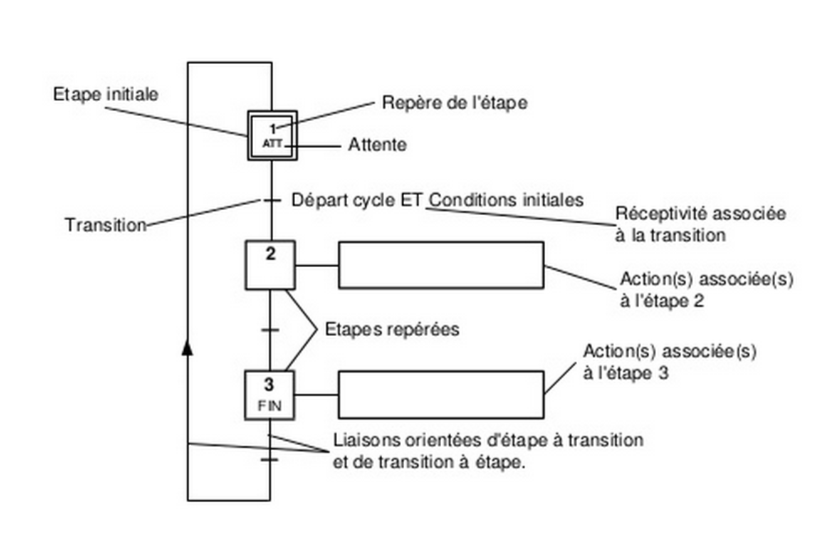 Etape initiale
Repère de l'étape
1
ATT
Attente
Départ cycle ET Conditions initiales
Transition
Réceptivité associée
à la transition
2
Action(s) associée(s)
à l'étape 2
Etapes repérées
Action(s) associée(s)
à l'étape 3
3
FIN
Liaisons orientées d'étape à transition
et de transition à étape.